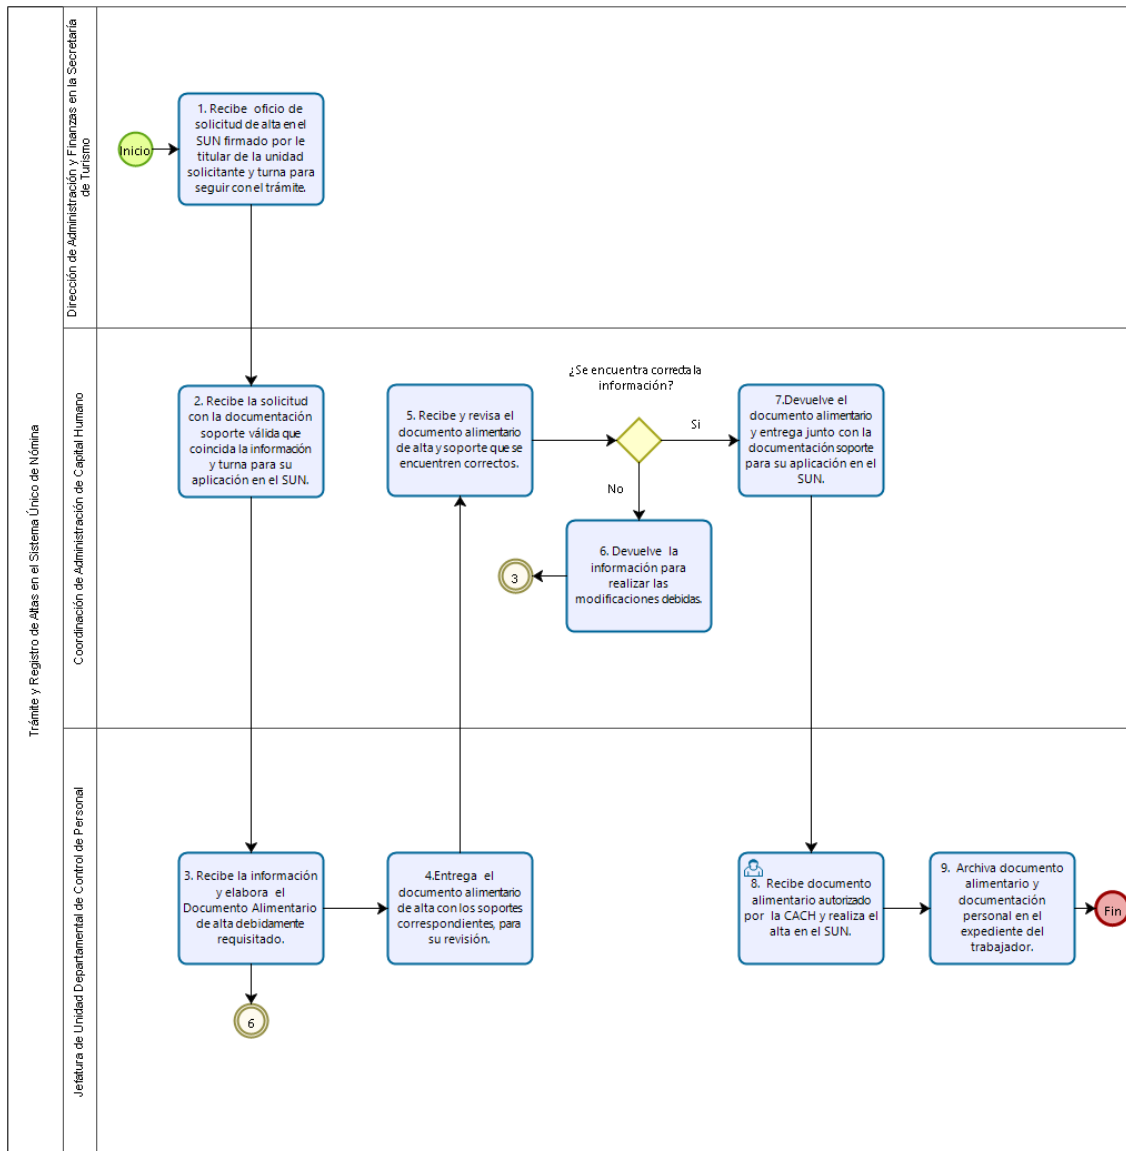 Trámite y Registro de Altas en el Sistema Único de Nómina
Dirección de Administración y Finanzas en la Secretaría
de Turismo
Inicio
1. Recibe oficio de
solicitud de alta en el
SUN firmado por le
titular de la unidad
solicitante y turna para
seguir con el trámite.
Coordinación de Administración de Capital Humano
2. Recibe la solicitud
con la documentación
soporte válida que
coincida la información
y turna para su
aplicación en el SUN.
5. Recibe y revisa el
documento alimentario
de alta y soporte que se
encuentren correctos.
¿Se encuentra correcta la
información?
Si
No
7.Devuelve el
documento alimentario
y entrega junto con la
documentación soporte
para su aplicación en el
SUN.
6. Devuelve la
información para
realizar las
modificaciones debidas.
3
Jefatura de Unidad Departamental de Control de Personal
3. Recibe la información
y elabora el
Documento Alimentario
de alta debidamente
requisitado.
6
4.Entrega el
documento alimentario
de alta con los soportes
correspondientes, para
su revisión.
8. Recibe documento
alimentario autorizado
por la CACH y realiza el
alta en el SUN.
9. Archiva documento
alimentario y
documentación
personal en el
expediente del
trabajador.
Fin